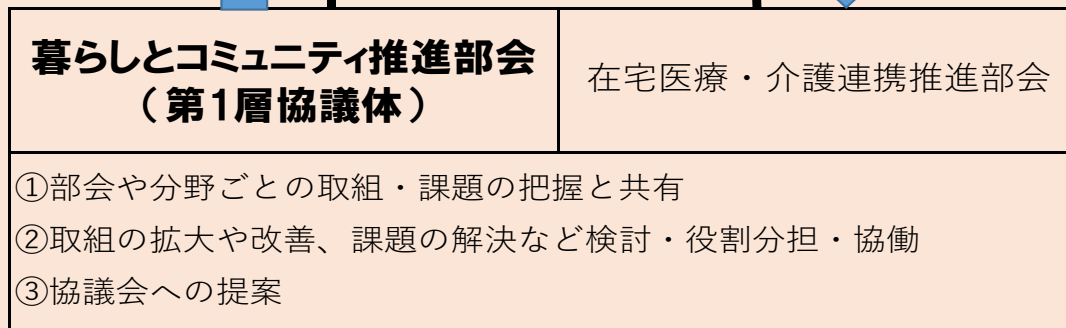 暮らしとコミュニティ推進部会
（第1層協議体）
在宅医療・介護連携推進部会
①部会や分野ごとの取組・課題の把握と共有
②取組の拡大や改善、課題の解決など検討・役割分担・協働
③協議会への提案